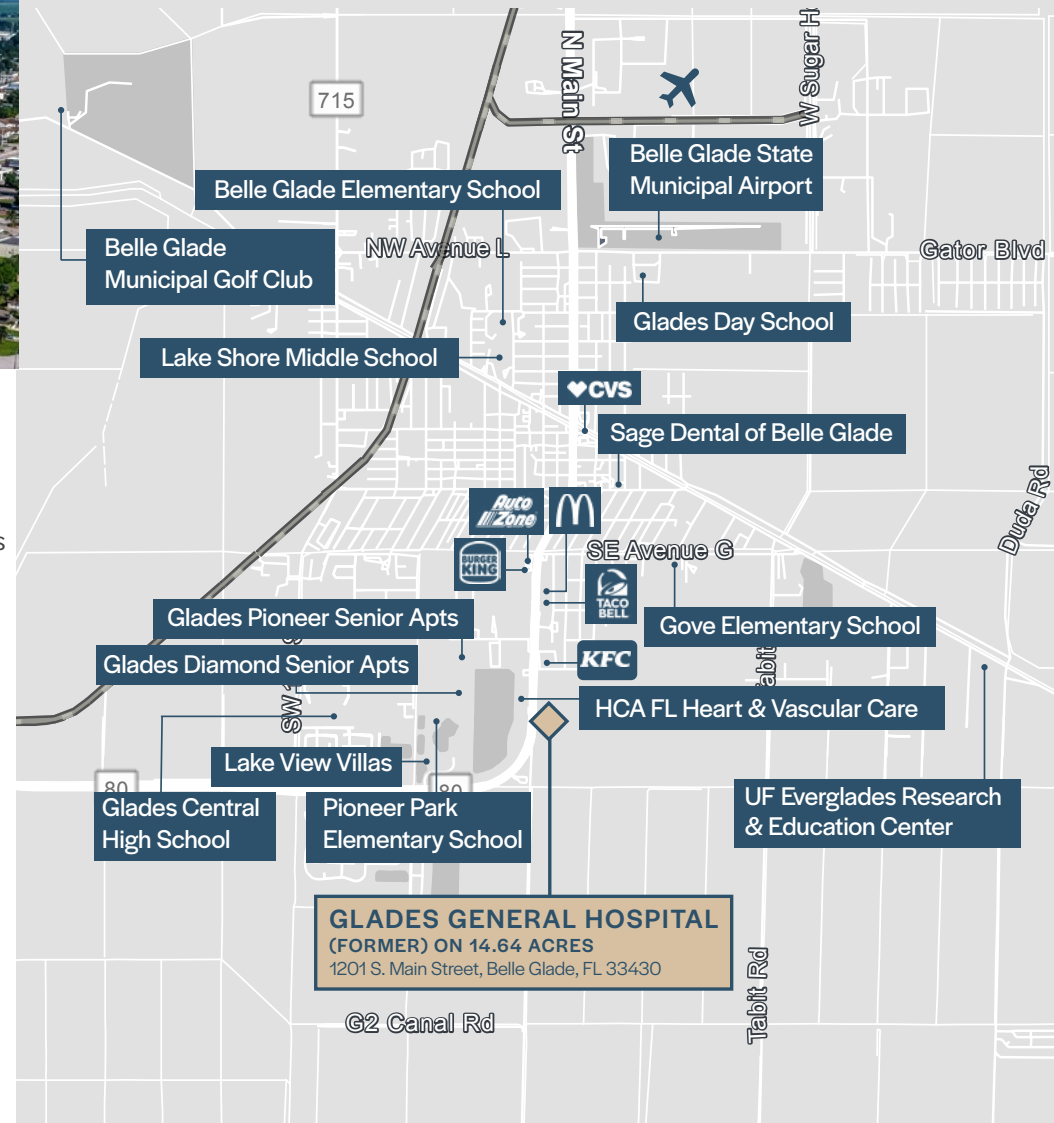 N Main St
W Sugar H
715
Belle Glade State
Municipal Airport
Belle Glade Elementary School
Belle Glade
Municipal Golf Club
NW Avenue L
Gator Blvd
Glades Day School
Lake Shore Middle School
CVS
Sage Dental of Belle Glade
Auto
Zone
Duda Rd
s
SE Avenue G
BURGER
KING
TACO
BELL
Glades Pioneer Senior Apts
Gove Elementary School
KFC
Glades Diamond Senior Apts
abit
SW
HCA FL Heart & Vascular Care
Lake View Villas
80
80
Glades Central
High School
Pioneer Park
Elementary School
UF Everglades Research
& Education Center
GLADES GENERAL HOSPITAL
(FORMER) ON 14.64 ACRES
1201 S. Main Street, Belle Glade, FL 33430
Tabit Rd
G2 Canal Rd